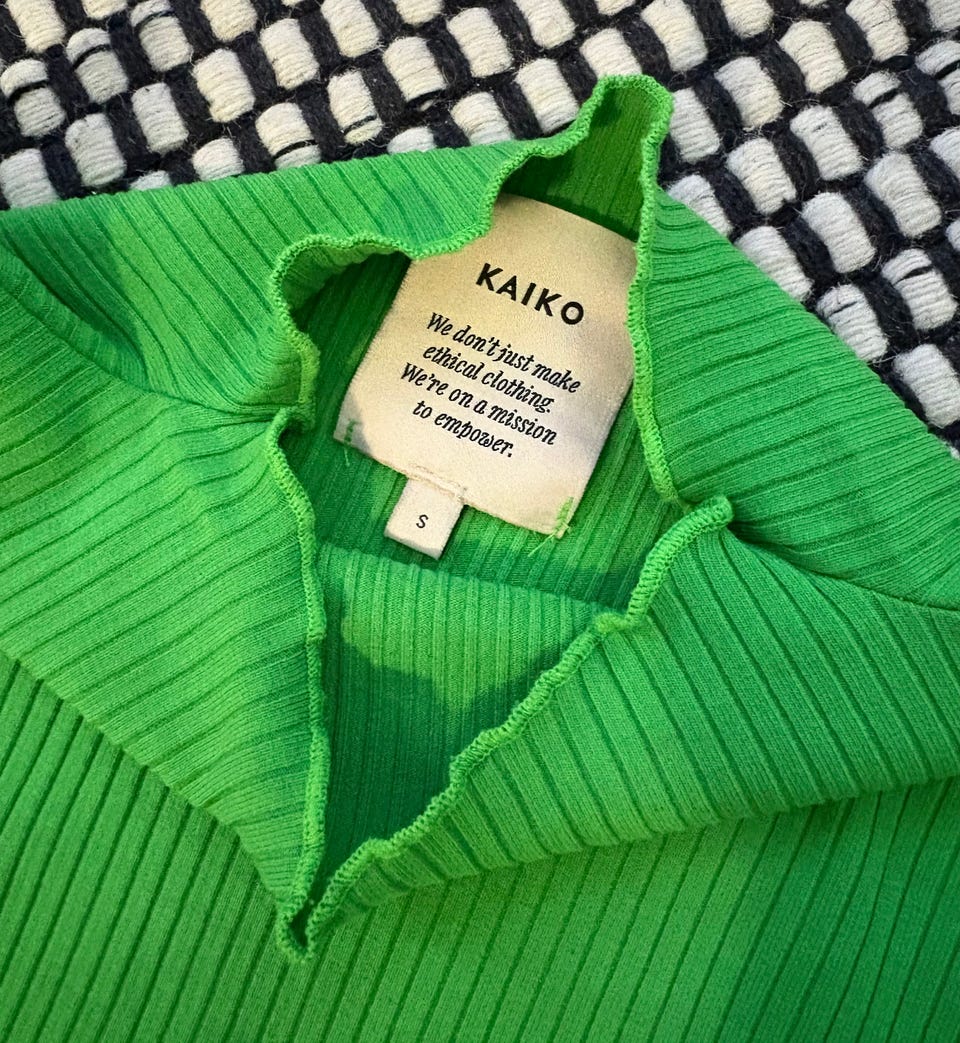 KAIKO
We don't just make
ethical clothing.
We're on a mission
to empower.
S